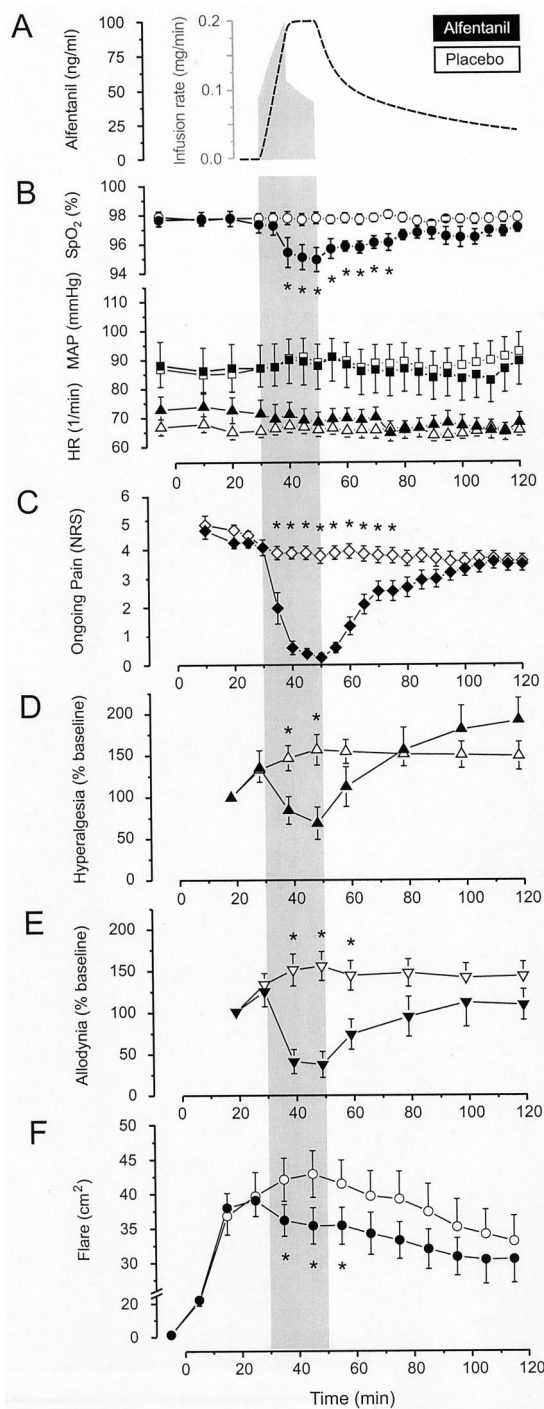 A
Alfentanil (ng/ml)
100
75
50
25
0
Infusion rate (mg/min)
0.2
0.1
0.0
Alfentanil
Placebo
B
SpO2 (%)
100
98
96
94
* * * * * * * *
MAP (mmHg)
110
100
90
80
HR (1/min)
70
60
0 20 40 60 80 100 120
C
Ongoing Pain (NRS)
6
5
4
3
2
1
0
* * * * * * * * *
0 20 40 60 80 100 120
D
Hyperalgesia (% baseline)
200
150
100
50
0
* *
0 20 40 60 80 100 120
E
Allodynia (% baseline)
200
150
100
50
0
* * *
0 20 40 60 80 100 120
F
Flare (cm2)
45
40
35
30
20
0
* * *
0 20 40 60 80 100 120
Time (min)